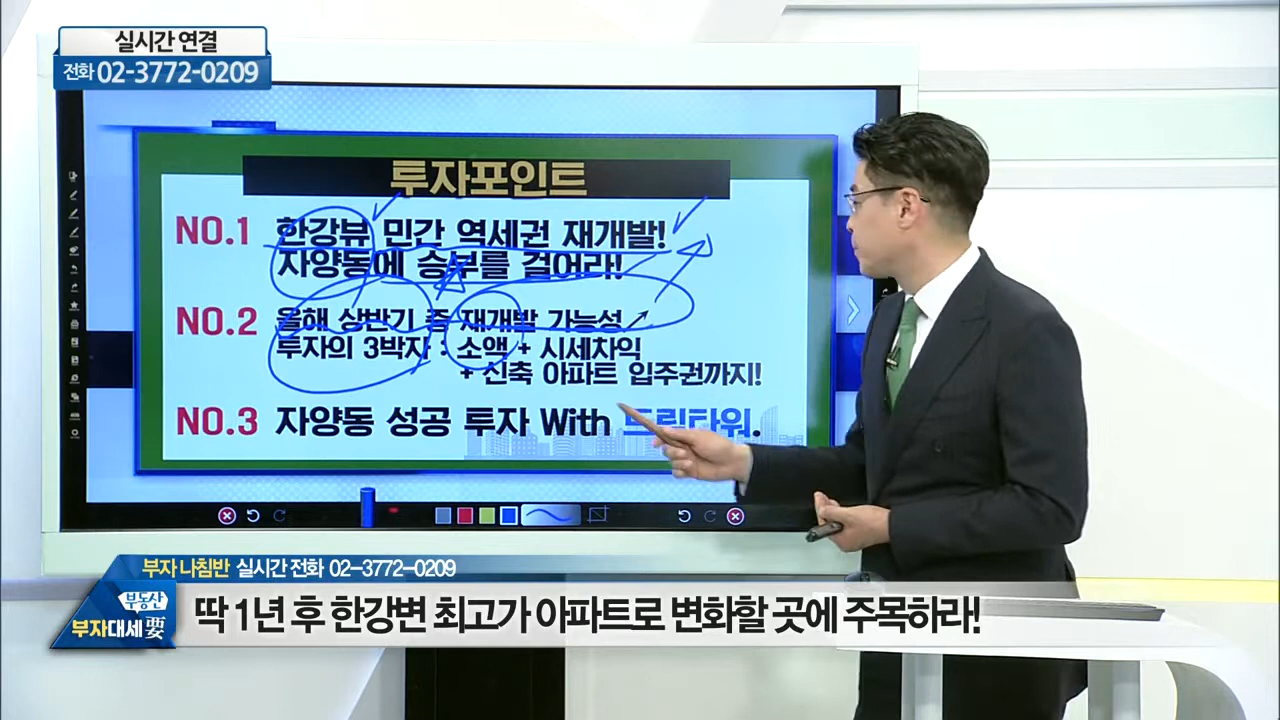 실시간 연결
전화 02-3772-0209
투자포인트
NO.1 한강뷰 민간 역세권 재개발!
자양동에 승부를 걸어라!
NO.2 올해 상반기 중 재개발 가능성↗
투자의 3박자 : 소액 + 시세차익
+ 신축 아파트 입주권까지!
NO.3 자양동 성공 투자 With 드림타워.
부자 나침반 실시간 전화 02-3772-0209
부동산
부자대세 要
딱 1년 후 한강변 최고가 아파트로 변화할 곳에 주목하라!